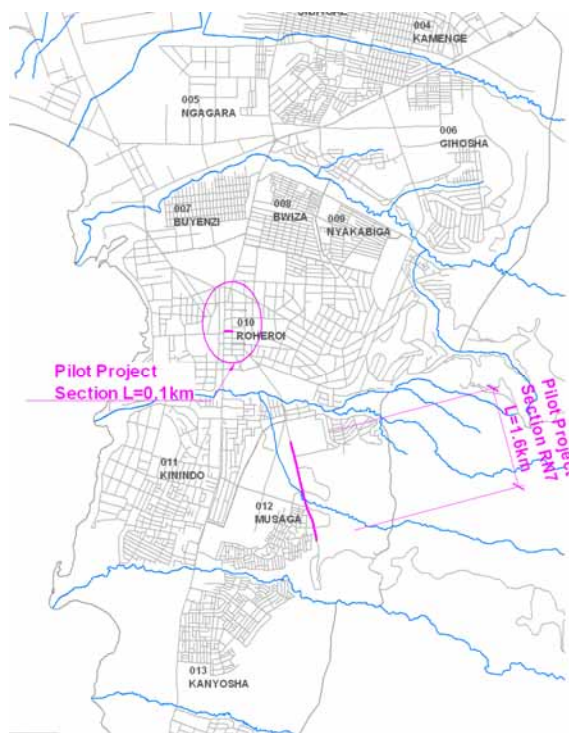 004
KAMENGE
005
NGAGARA
006
GIHOSHA
007
BUYENZI
008
BWIZA
009
NYAKABIGA
010
ROHEROI
Pilot Project
Section L=0.1km
Pilot Project
Section RN7
L=1.6km
011
KININDO
012
MUSAGA
013
KANYOSHA